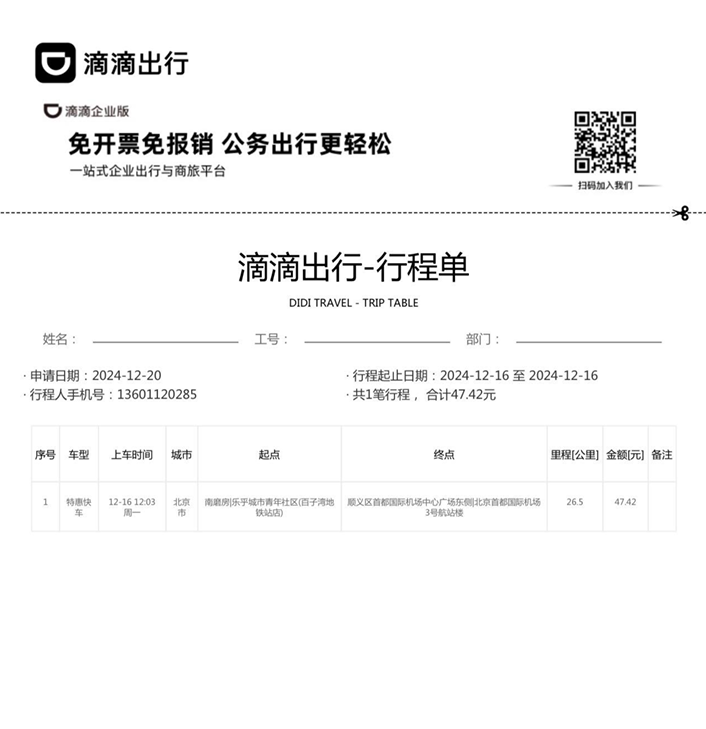 滴滴出行
滴滴企业版
免开票免报销 公务出行更轻松
一站式企业出行与商旅平台
扫码加入我们
滴滴出行-行程单
DIDI TRAVEL - TRIP TABLE
姓名： 工号： 部门：
· 申请日期：2024-12-20 · 行程起止日期：2024-12-16 至 2024-12-16
· 行程人手机号：13601120285 · 共1笔行程， 合计47.42元
序号 车型 上车时间 城市 起点 终点 里程[公里] 金额[元] 备注
1 特惠快 12-16 12:03 北京 南磨房|乐乎城市青年社区(百子湾地 顺义区首都国际机场中心广场东侧|北京首都国际机场 26.5 47.42
车 周一 市 铁站店) 3号航站楼